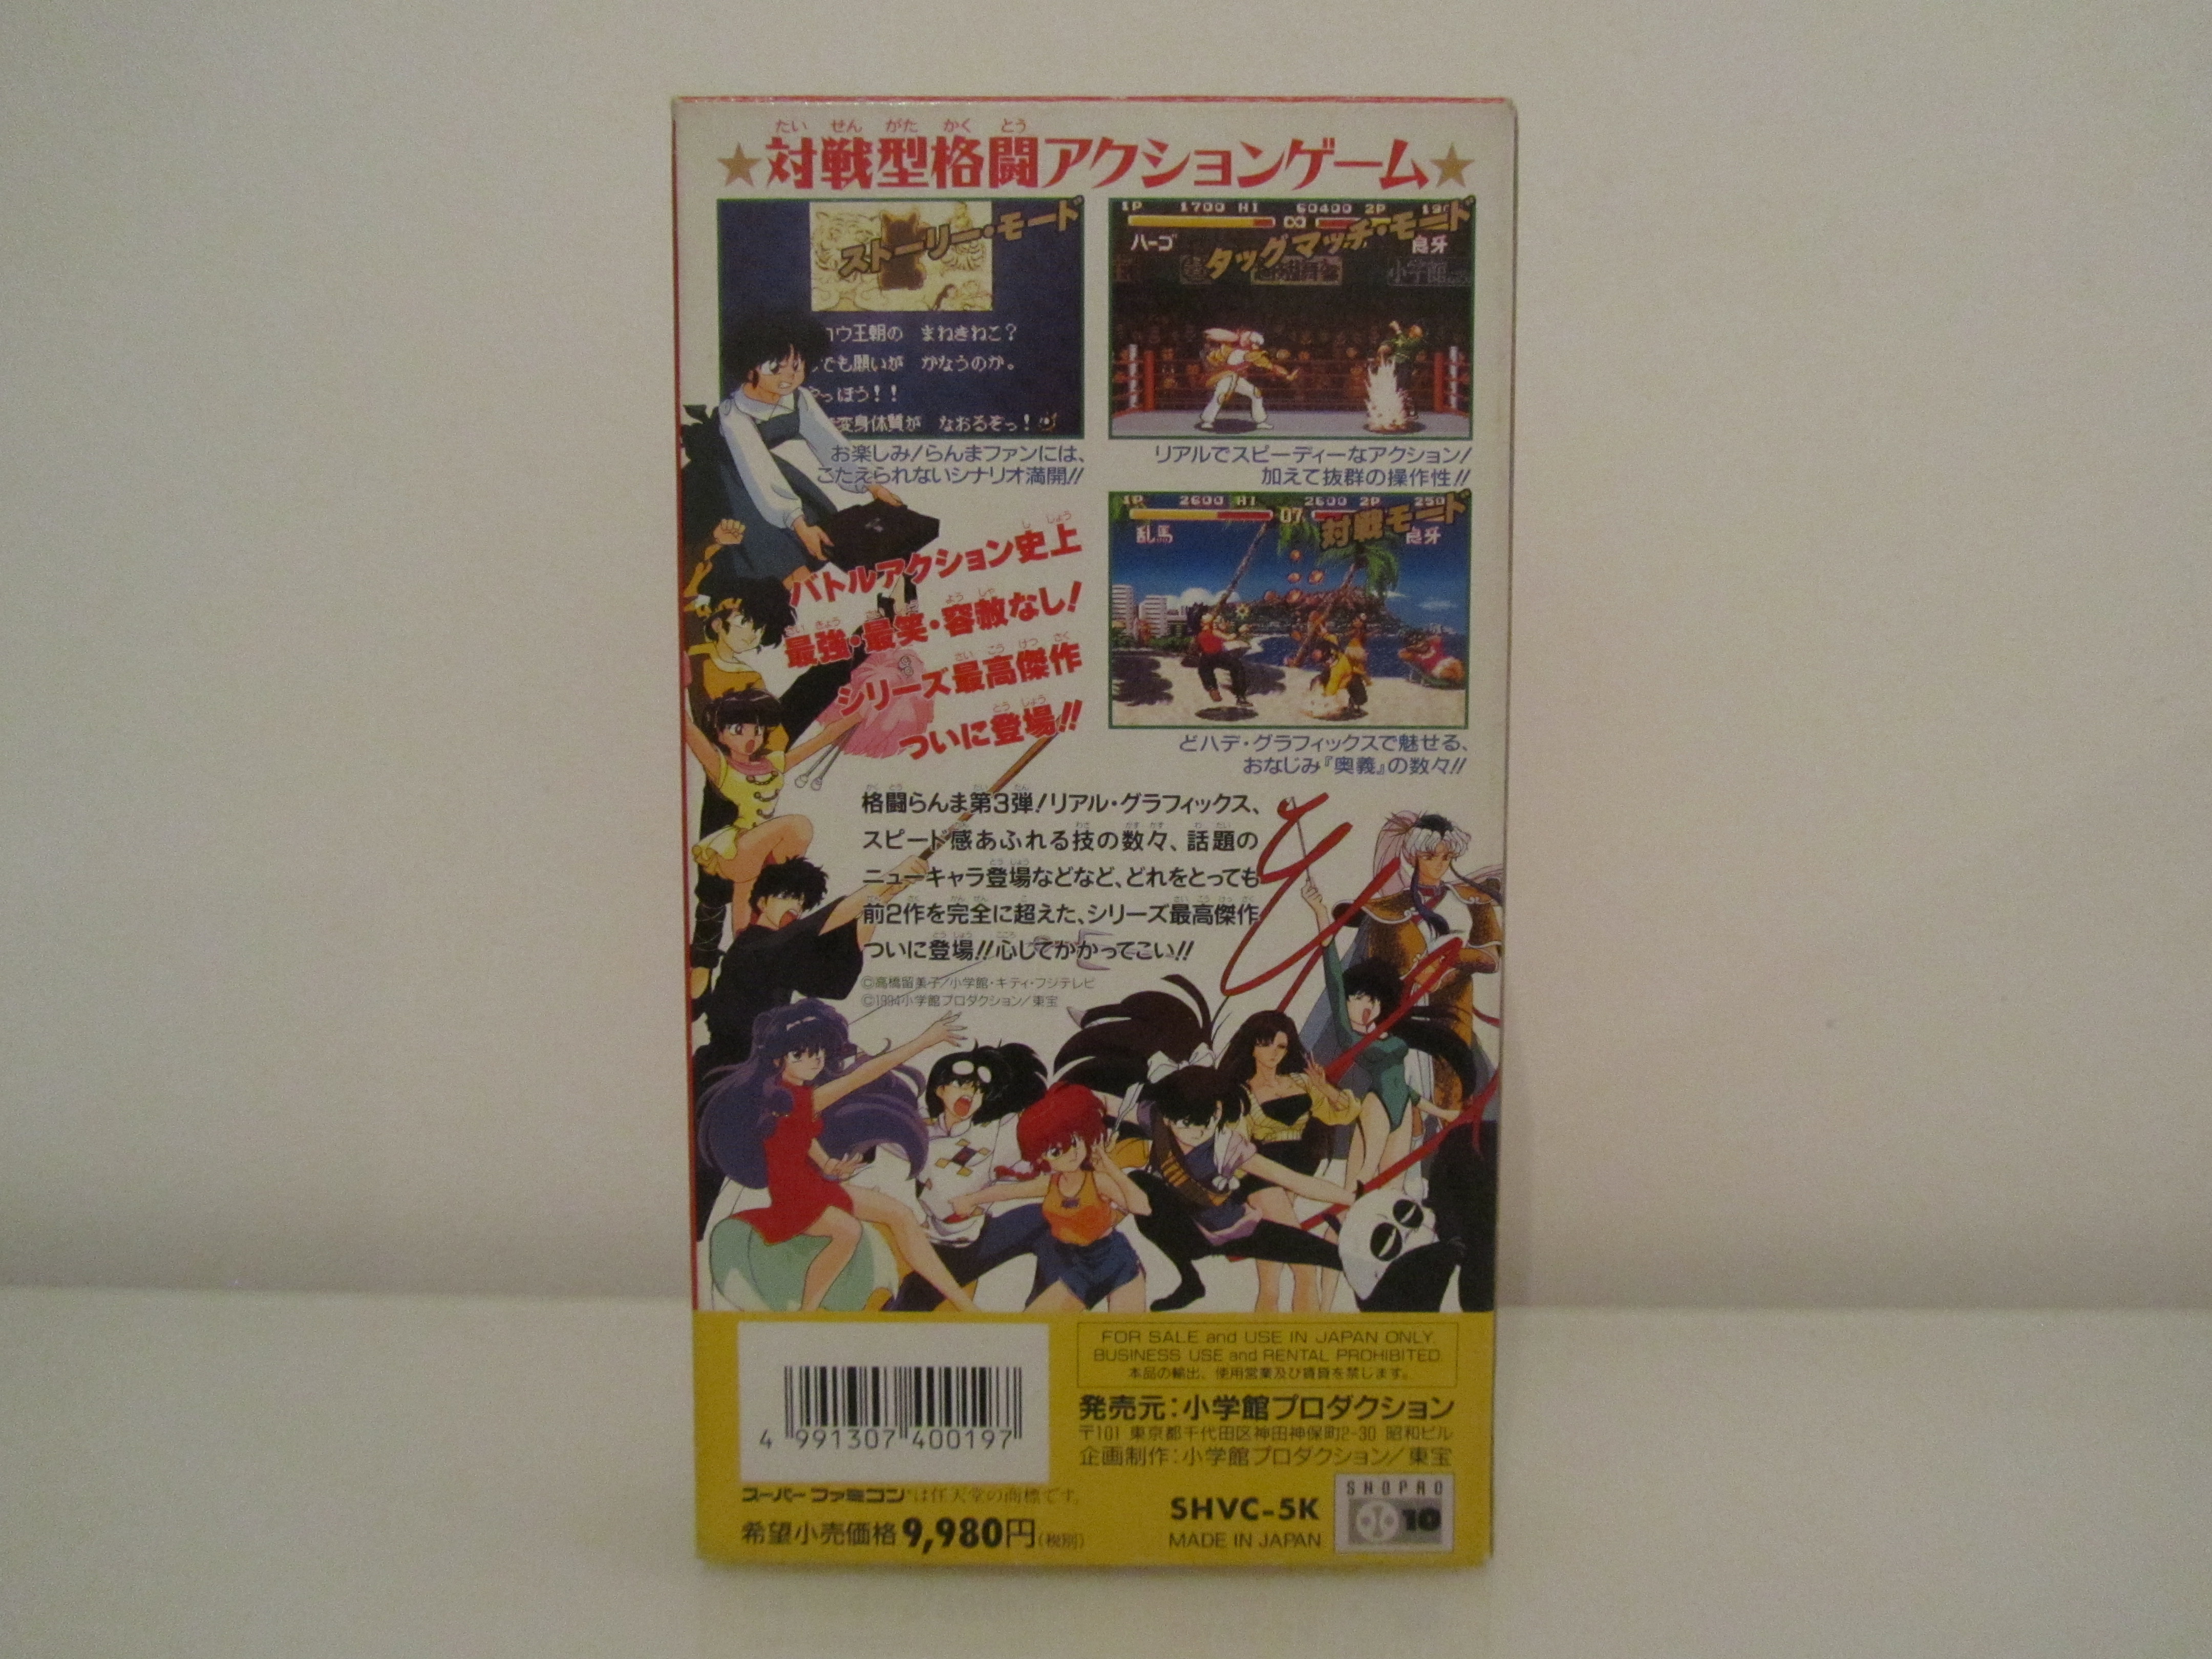 ★対戦型格闘アクションゲーム★
たい せん がた かく とう
ストーリー・モード
コウ王朝の まねきねこ?
でも願いが かなうのか。
やっほう!!
変身体質が なおるぞっ!
お楽しみ!らんまファンには、
こたえられないシナリオ満開!!
1P 1700 HI 60400 2P
タッグマッチ・モード
ハーブ 良牙
小学館
リアルでスピーディーなアクション!
加えて抜群の操作性!!
1P 2600 HI 2600 2P 250
07
対戦モード
乱馬 良牙
どハデ・グラフィックスで魅せる、
おなじみ『奥義』の数々!!
バトルアクション史上
最強・最笑・容赦なし!
シリーズ最高傑作
ついに登場!!
格闘らんま第3弾!リアル・グラフィックス、
スピード感あふれる技の数々、話題の
ニューキャラ登場などなど、どれをとっても
前2作を完全に超えた、シリーズ最高傑作
ついに登場!!心してかかってこい!!
©高橋留美子/小学館・キティ・フジテレビ
©1994小学館プロダクション/東宝
4 991307 400197
FOR SALE and USE IN JAPAN ONLY.
BUSINESS USE and RENTAL PROHIBITED.
本品の輸出、使用営業及び賃貸を禁じます。
発売元:小学館プロダクション
〒101 東京都千代田区神田神保町2-30 昭和ビル
企画制作:小学館プロダクション/東宝
スーパーファミコン®は任天堂の商標です。
希望小売価格9,980円(税別)
SHVC-5K
MADE IN JAPAN
SHOPRO
10